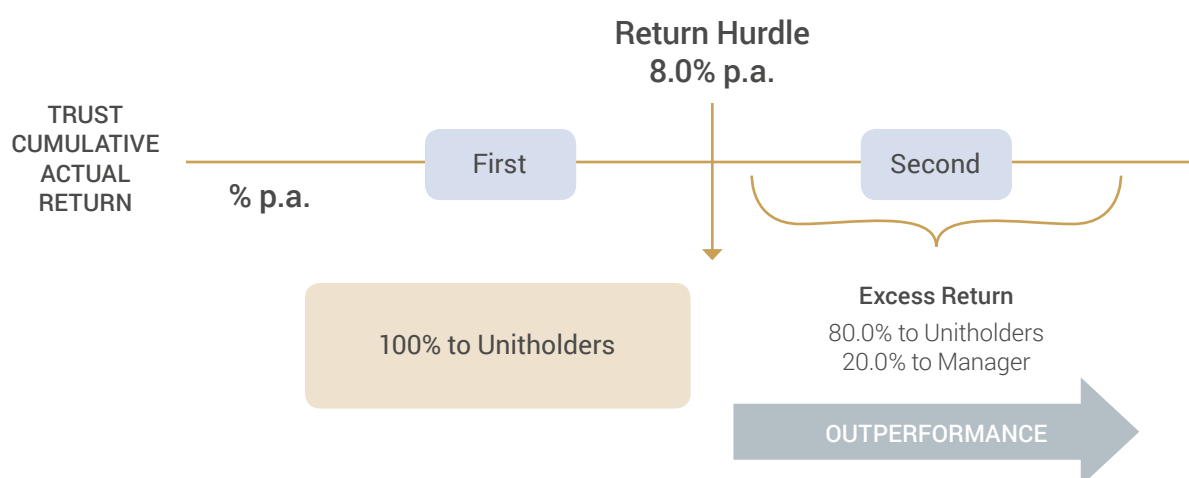 Return Hurdle
8.0% p.a.
TRUST
CUMULATIVE
ACTUAL
RETURN
% p.a.
First
Second
100% to Unitholders
Excess Return
80.0% to Unitholders
20.0% to Manager
OUTPERFORMANCE